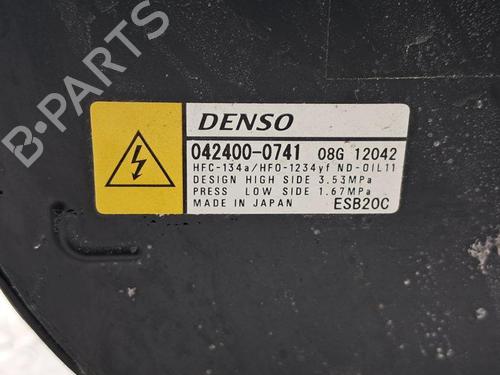 DENSO
042400-0741 08G 12042
HFC-134a/HFO-1234yf ND-OIL11
DESIGN HIGH SIDE 3.53MPa
PRESS LOW SIDE 1.67MPa
MADE IN JAPAN ESB20C
B-PARTS